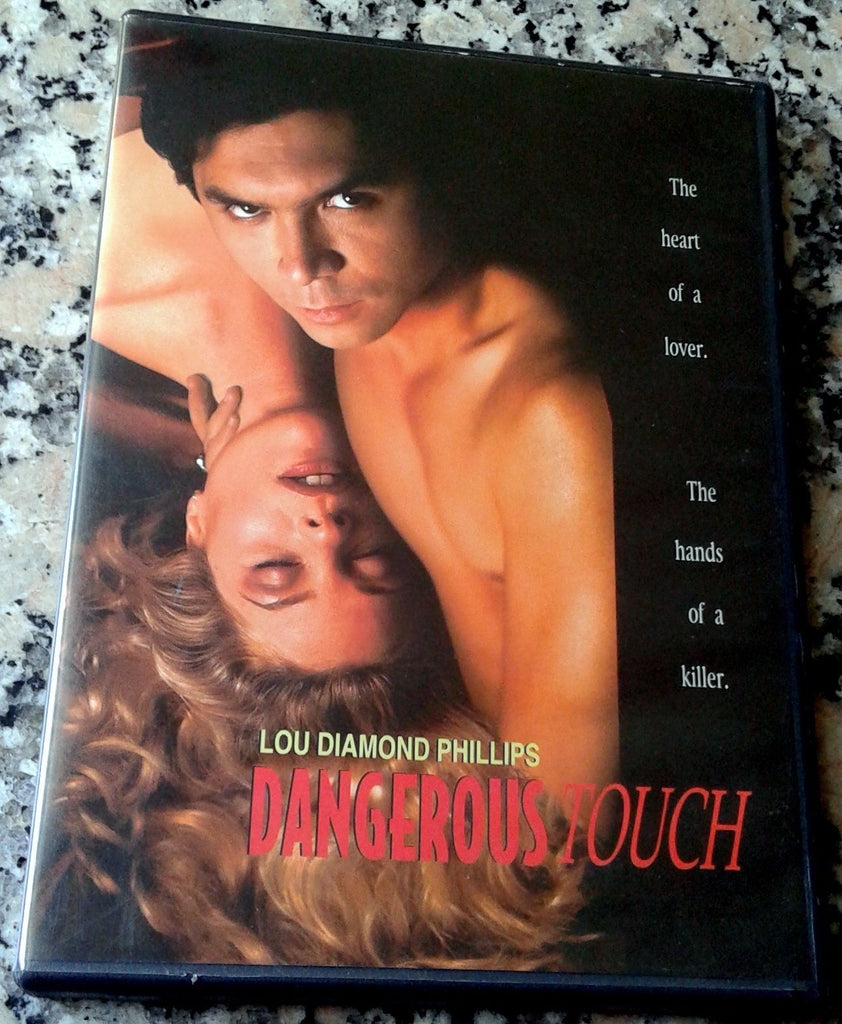 The
heart
of a
lover.
The
hands
of a
killer.
LOU DIAMOND PHILLIPS
DANGEROUS TOUCH